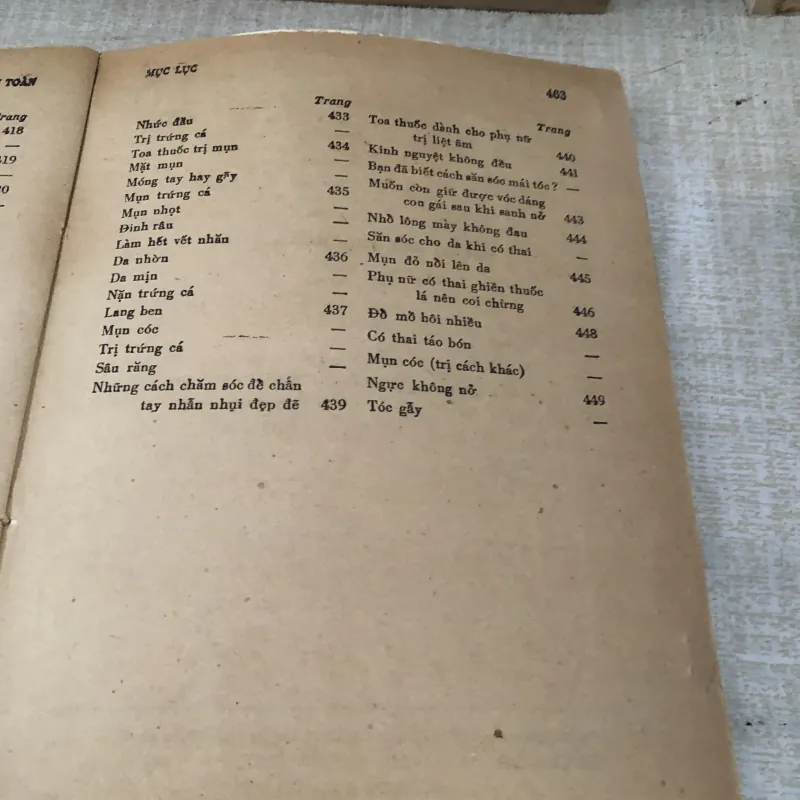 TOÀN
Trang
418
—
419
—
—
MỤC LỤC
463
Trang
Nhức đầu 433
Trị trứng cá —
Toa thuốc trị mụn 434
Mặt mụn —
Móng tay hay gẫy —
Mụn trứng cá 435
Mụn nhọt —
Đinh râu —
Làm hết vết nhăn —
Da nhờn 436
Da mịn —
Nặn trứng cá —
Lang ben 437
Mụn cóc —
Trị trứng cá —
Sâu răng —
Những cách chăm sóc để chấn
tay nhẵn nhụi đẹp đẽ 439
Trang
Toa thuốc dành cho phụ nữ
trị liệt âm 440
Kinh nguyệt không đều 441
Bạn đã biết cách săn sóc mái tóc? —
Muốn còn giữ được vóc dáng
con gái sau khi sanh nở 443
Nhổ lông mày không đau 444
Săn sóc cho da khi có thai —
Mụn đỏ nổi lên da 445
Phụ nữ có thai ghiền thuốc
lá nên coi chừng 446
Đồ mồ hôi nhiều 448
Có thai táo bón —
Mụn cóc (trị cách khác) —
Ngực không nở 449
Tóc gẫy —